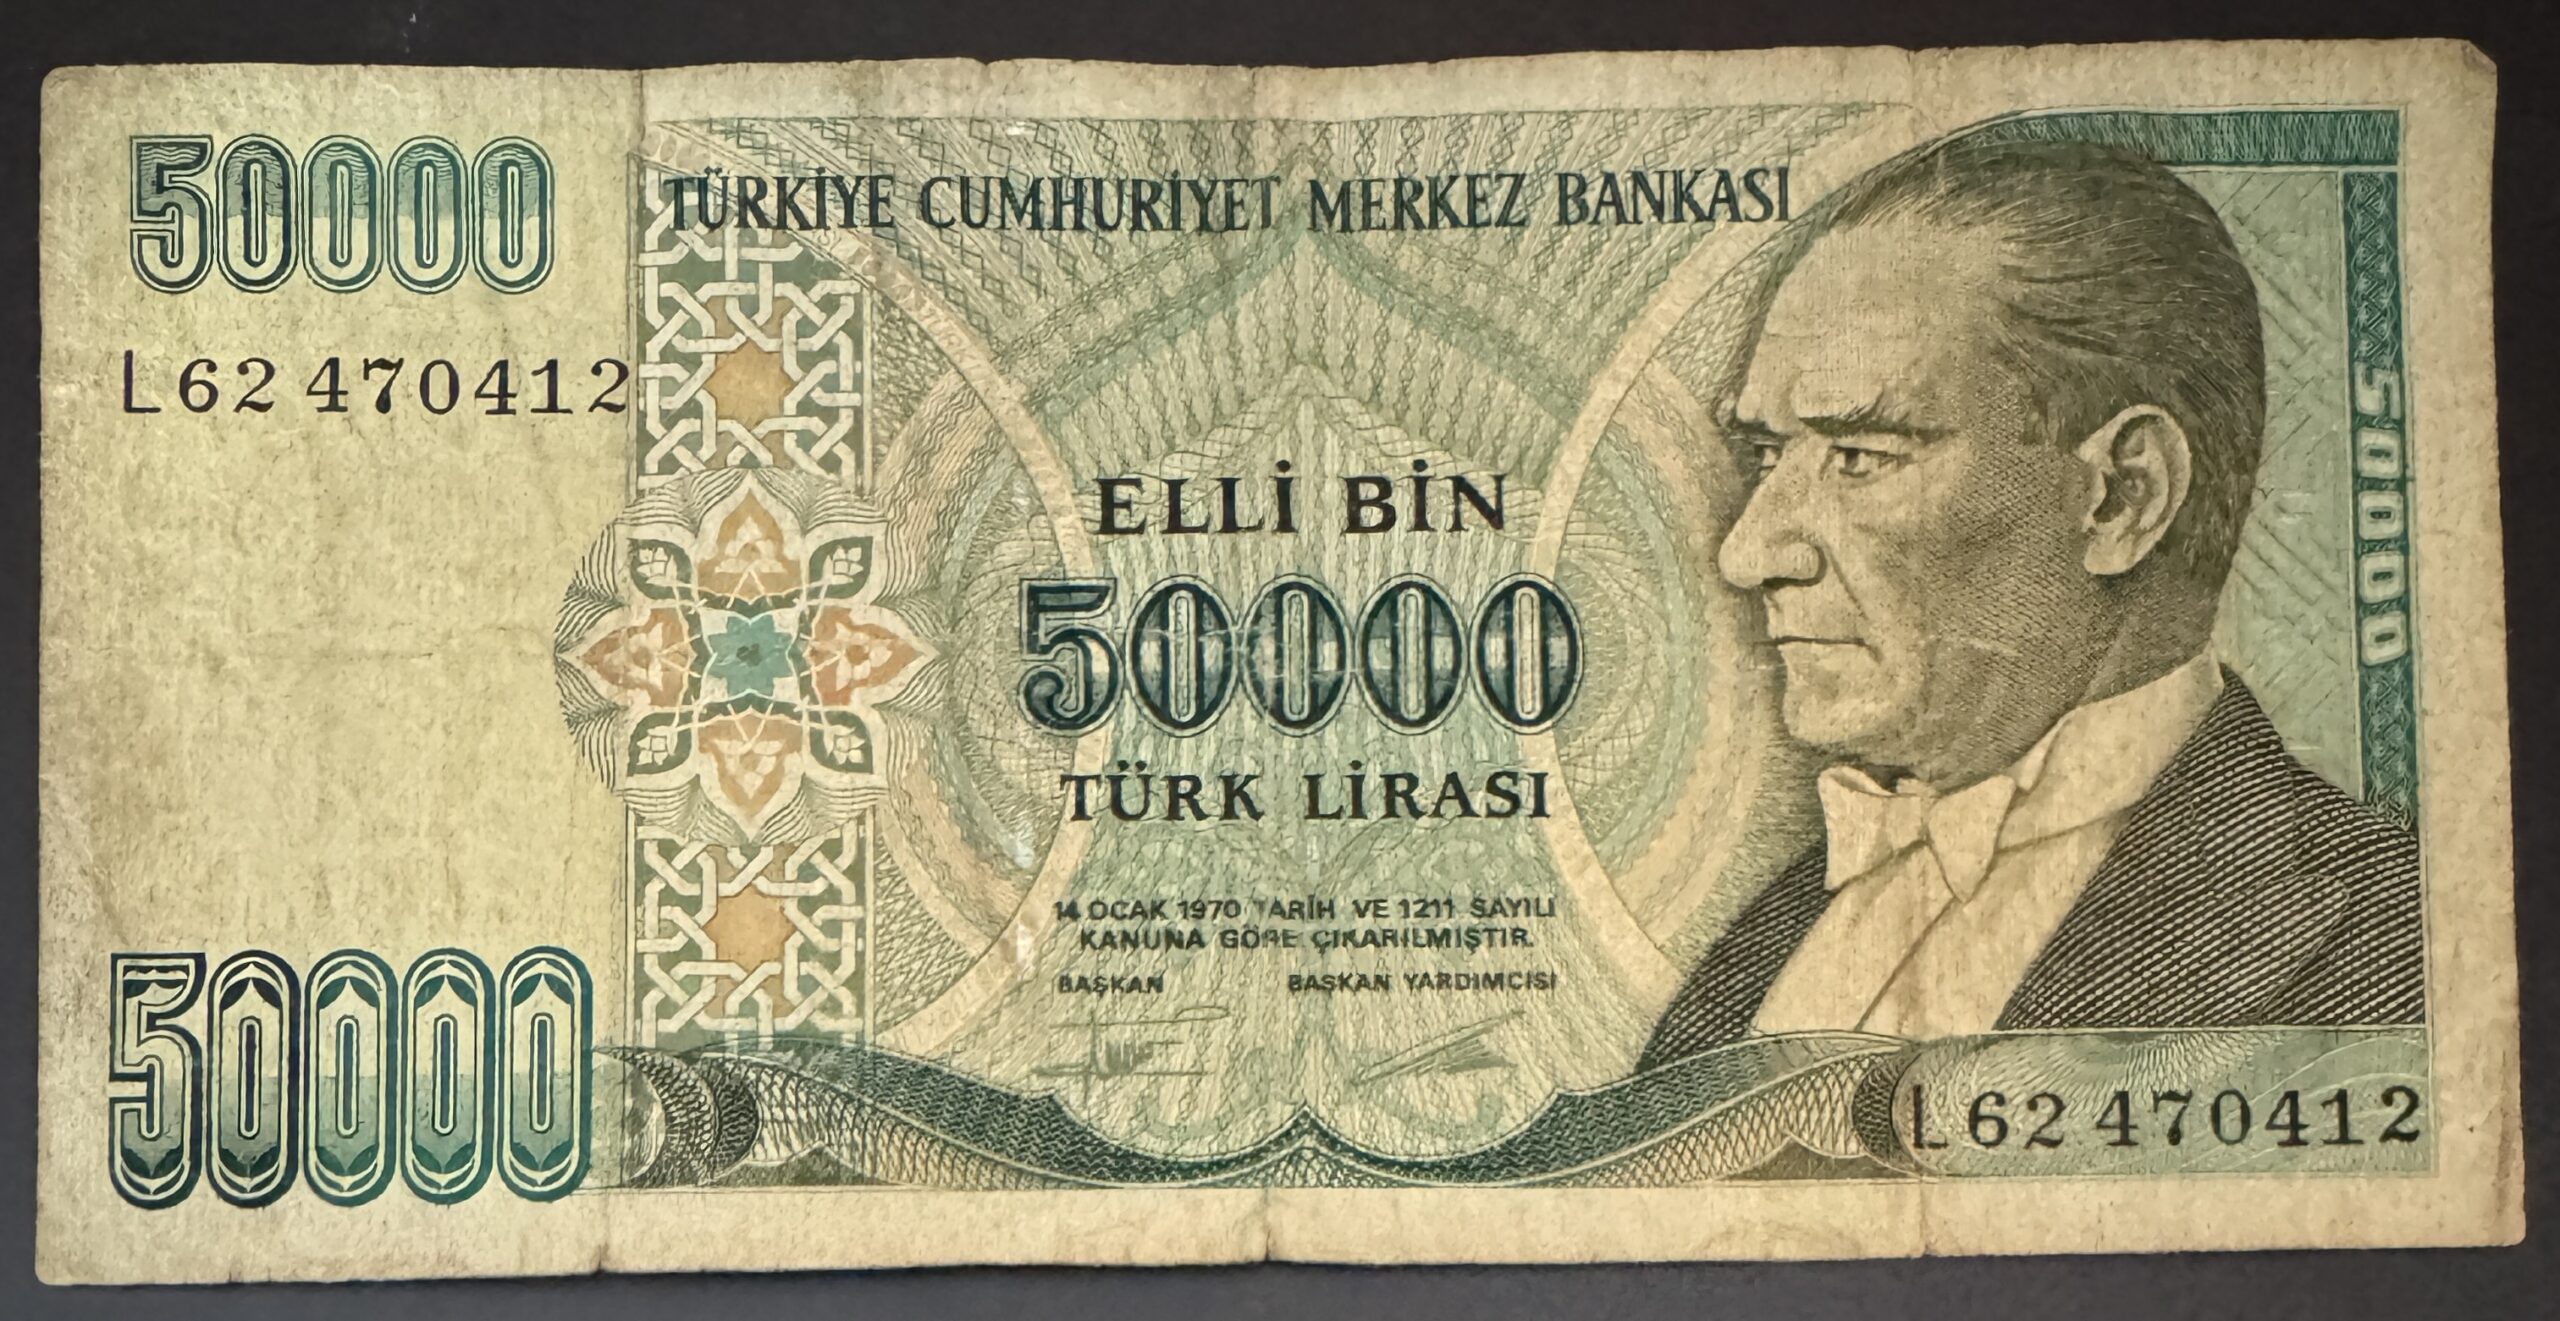 50000
TÜRKİYE CUMHURİYET MERKEZ BANKASI
L62 470412
ELLİ BİN
50000
TÜRK LİRASI
50000
14 OCAK 1970 TARİH VE 1211 SAYILI
KANUNA GÖRE ÇIKARILMIŞTIR.
BAŞKAN BAŞKAN YARDIMCISI
50000
L62 470412